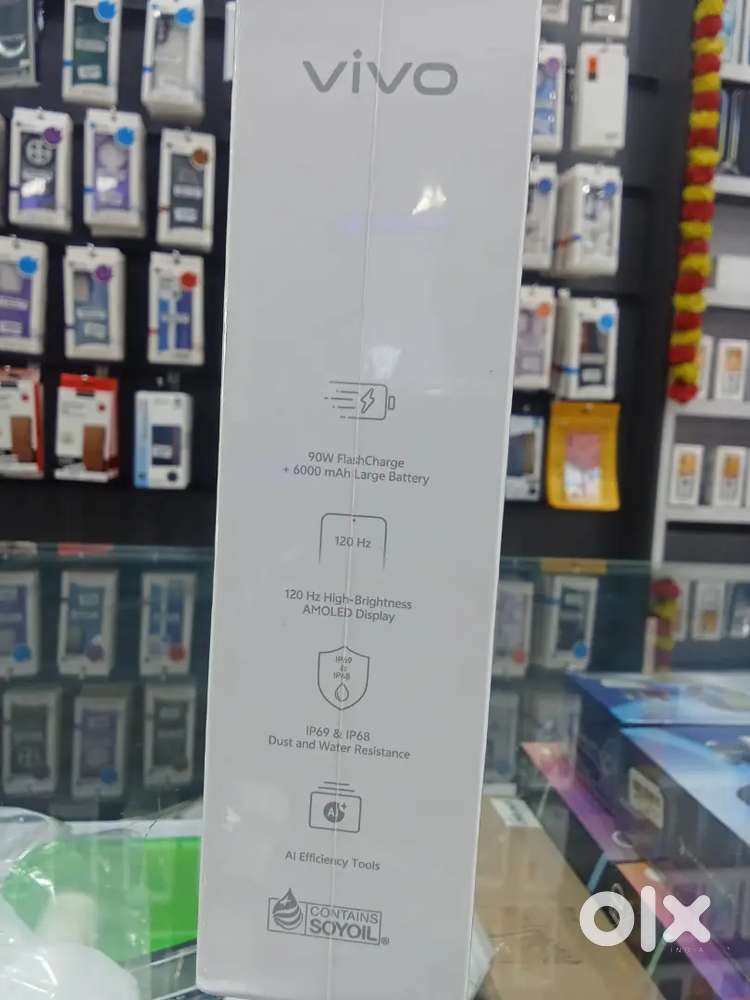 vivo
90W FlashCharge
+ 6000 mAh Large Battery
120 Hz
120 Hz High-Brightness
AMOLED Display
IP69
&
IP68
IP69 & IP68
Dust and Water Resistance
AI
AI Efficiency Tools
CONTAINS
SOYOIL®
olx
INDIA